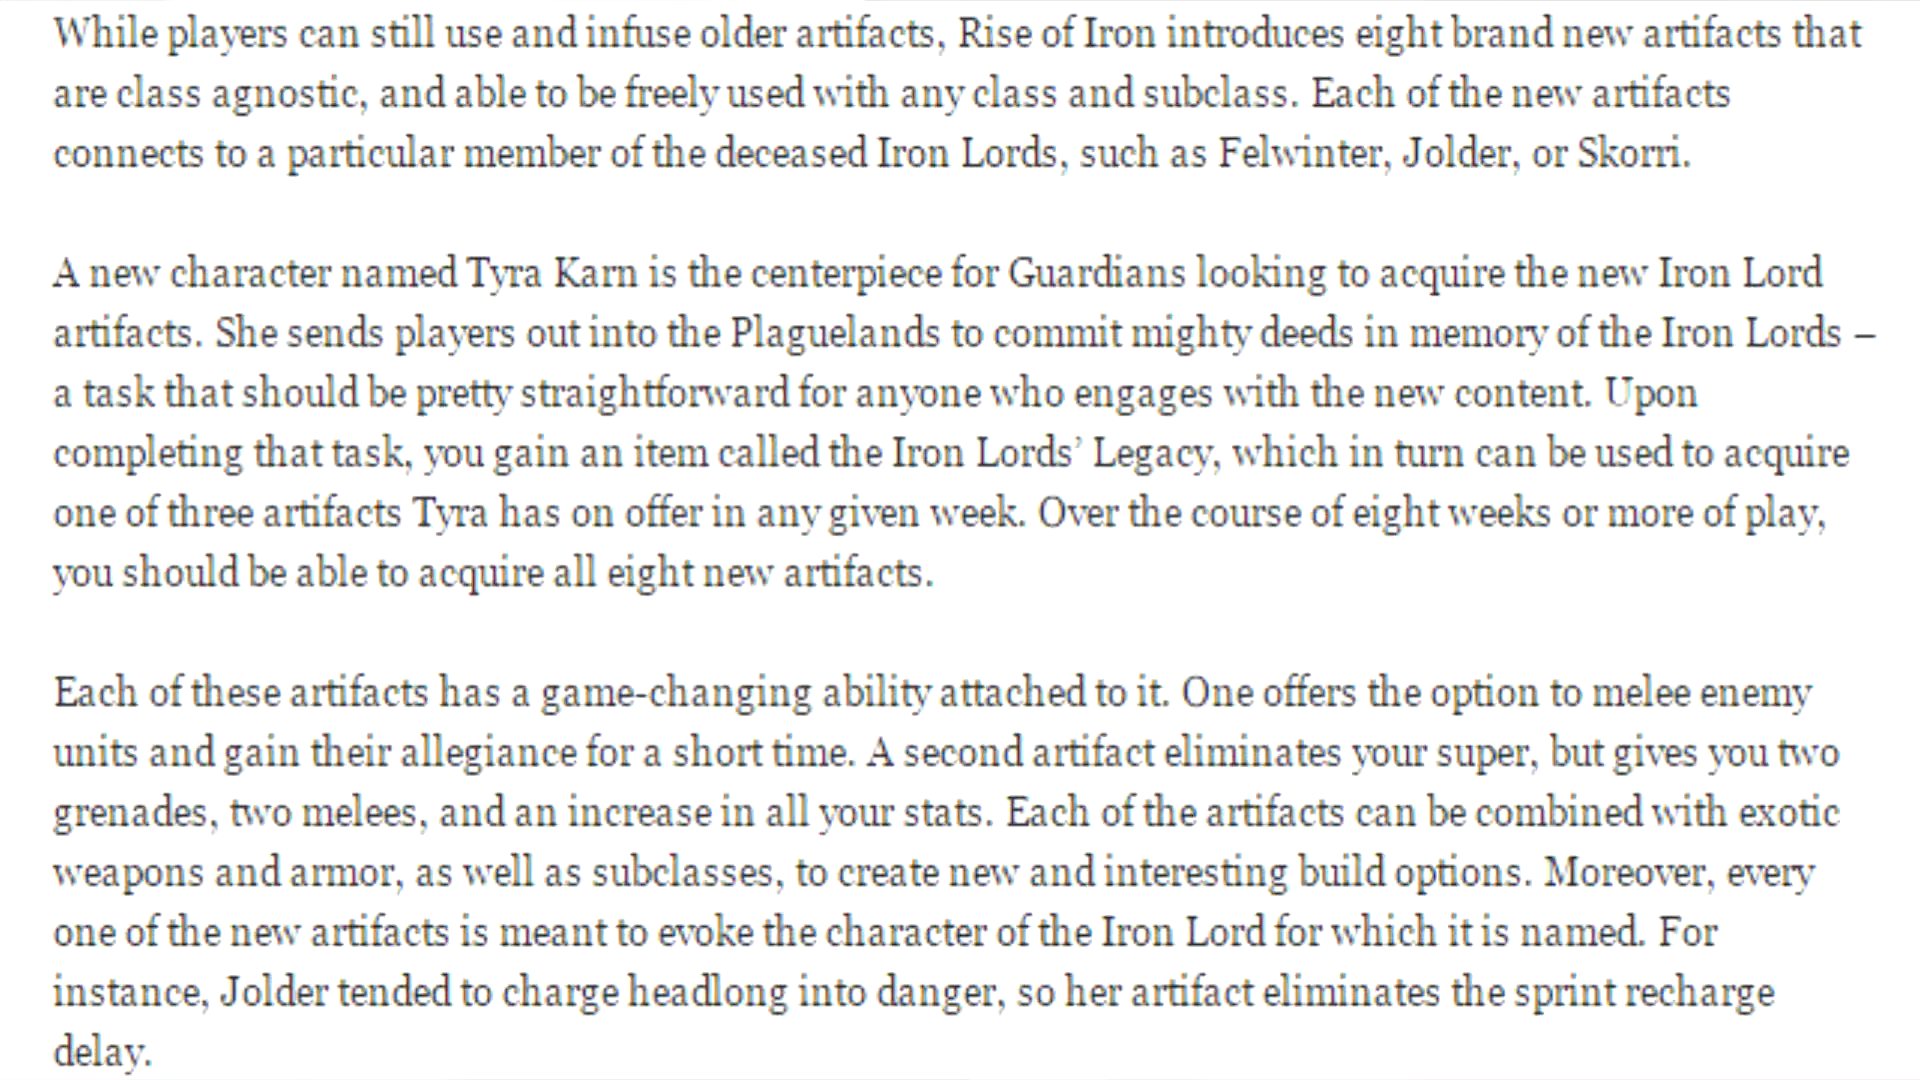 While players can still use and infuse older artifacts, Rise of Iron introduces eight brand new artifacts that
are class agnostic, and able to be freely used with any class and subclass. Each of the new artifacts
connects to a particular member of the deceased Iron Lords, such as Felwinter, Jolder, or Skorri.
A new character named Tyra Karn is the centerpiece for Guardians looking to acquire the new Iron Lord
artifacts. She sends players out into the Plaguelands to commit mighty deeds in memory of the Iron Lords –
a task that should be pretty straightforward for anyone who engages with the new content. Upon
completing that task, you gain an item called the Iron Lords’ Legacy, which in turn can be used to acquire
one of three artifacts Tyra has on offer in any given week. Over the course of eight weeks or more of play,
you should be able to acquire all eight new artifacts.
Each of these artifacts has a game-changing ability attached to it. One offers the option to melee enemy
units and gain their allegiance for a short time. A second artifact eliminates your super, but gives you two
grenades, two melees, and an increase in all your stats. Each of the artifacts can be combined with exotic
weapons and armor, as well as subclasses, to create new and interesting build options. Moreover, every
one of the new artifacts is meant to evoke the character of the Iron Lord for which it is named. For
instance, Jolder tended to charge headlong into danger, so her artifact eliminates the sprint recharge
delay.